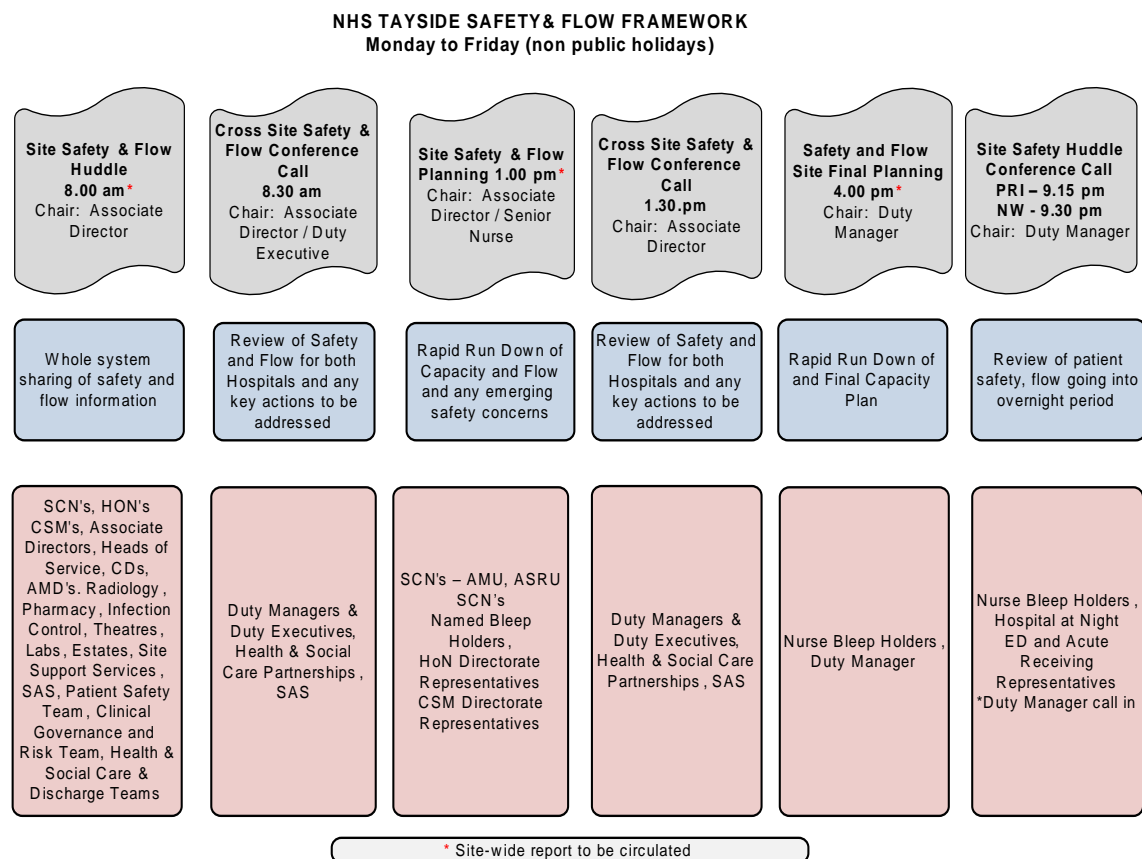 NHS TAYSIDE SAFETY& FLOW FRAMEWORK
Monday to Friday (non public holidays)
Site Safety & Flow
Huddle
8.00 am*
Chair: Associate
Director
Cross Site Safety &
Flow Conference
Call
8.30 am
Chair: Associate
Director / Duty
Executive
Site Safety & Flow
Planning 1.00 pm*
Chair: Associate
Director / Senior
Nurse
Cross Site Safety &
Flow Conference
Call
1.30.pm
Chair: Associate
Director
Safety and Flow
Site Final Planning
4.00 pm*
Chair: Duty
Manager
Site Safety Huddle
Conference Call
PRI – 9.15 pm
NW - 9.30 pm
Chair: Duty Manager
Whole system
sharing of safety and
flow information
Review of Safety
and Flow for both
Hospitals and any
key actions to be
addressed
Rapid Run Down of
Capacity and Flow
and any emerging
safety concerns
Review of Safety and
Flow for both
Hospitals and any
key actions to be
addressed
Rapid Run Down of
and Final Capacity
Plan
Review of patient
safety, flow going into
overnight period
SCN's, HON's
CSM's, Associate
Directors, Heads of
Service, CDs,
AMD's. Radiology,
Pharmacy, Infection
Control, Theatres,
Labs, Estates, Site
Support Services,
SAS, Patient Safety
Team, Clinical
Governance and
Risk Team, Health &
Social Care &
Discharge Teams
Duty Managers &
Duty Executives,
Health & Social
Care Partnerships,
SAS
SCN's – AMU, ASRU
SCN's
Named Bleep
Holders,
HoN Directorate
Representatives
CSM Directorate
Representatives
Duty Managers &
Duty Executives,
Health & Social Care
Partnerships, SAS
Nurse Bleep Holders,
Duty Manager
Nurse Bleep Holders,
Hospital at Night
ED and Acute
Receiving
Representatives
*Duty Manager call in
* Site-wide report to be circulated